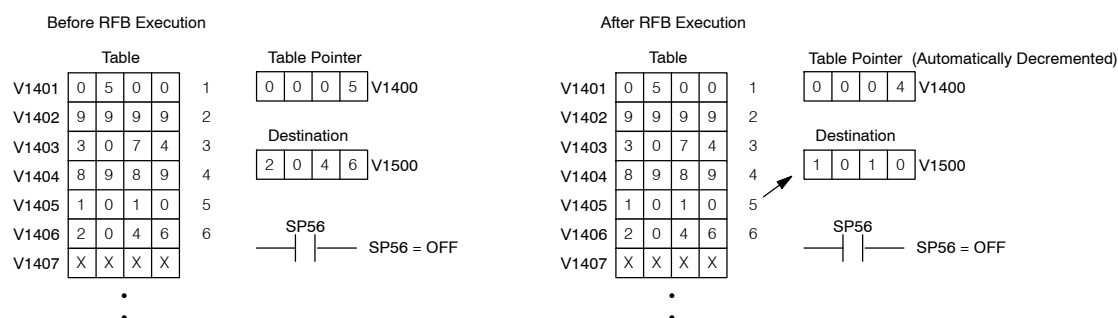 Before RFB Execution
Table
Table Pointer
V1401 0 5 0 0 1
0 0 0 5 V1400
V1402 9 9 9 9 2
Destination
V1403 3 0 7 4 3
2 0 4 6 V1500
V1404 8 9 8 9 4
V1405 1 0 1 0 5
V1406 2 0 4 6 6
SP56
SP56 = OFF
V1407 X X X X
After RFB Execution
Table
Table Pointer (Automatically Decremented)
V1401 0 5 0 0 1
0 0 0 4 V1400
V1402 9 9 9 9 2
Destination
V1403 3 0 7 4 3
1 0 1 0 V1500
V1404 8 9 8 9 4
V1405 1 0 1 0 5
V1406 2 0 4 6 6
SP56
SP56 = OFF
V1407 X X X X